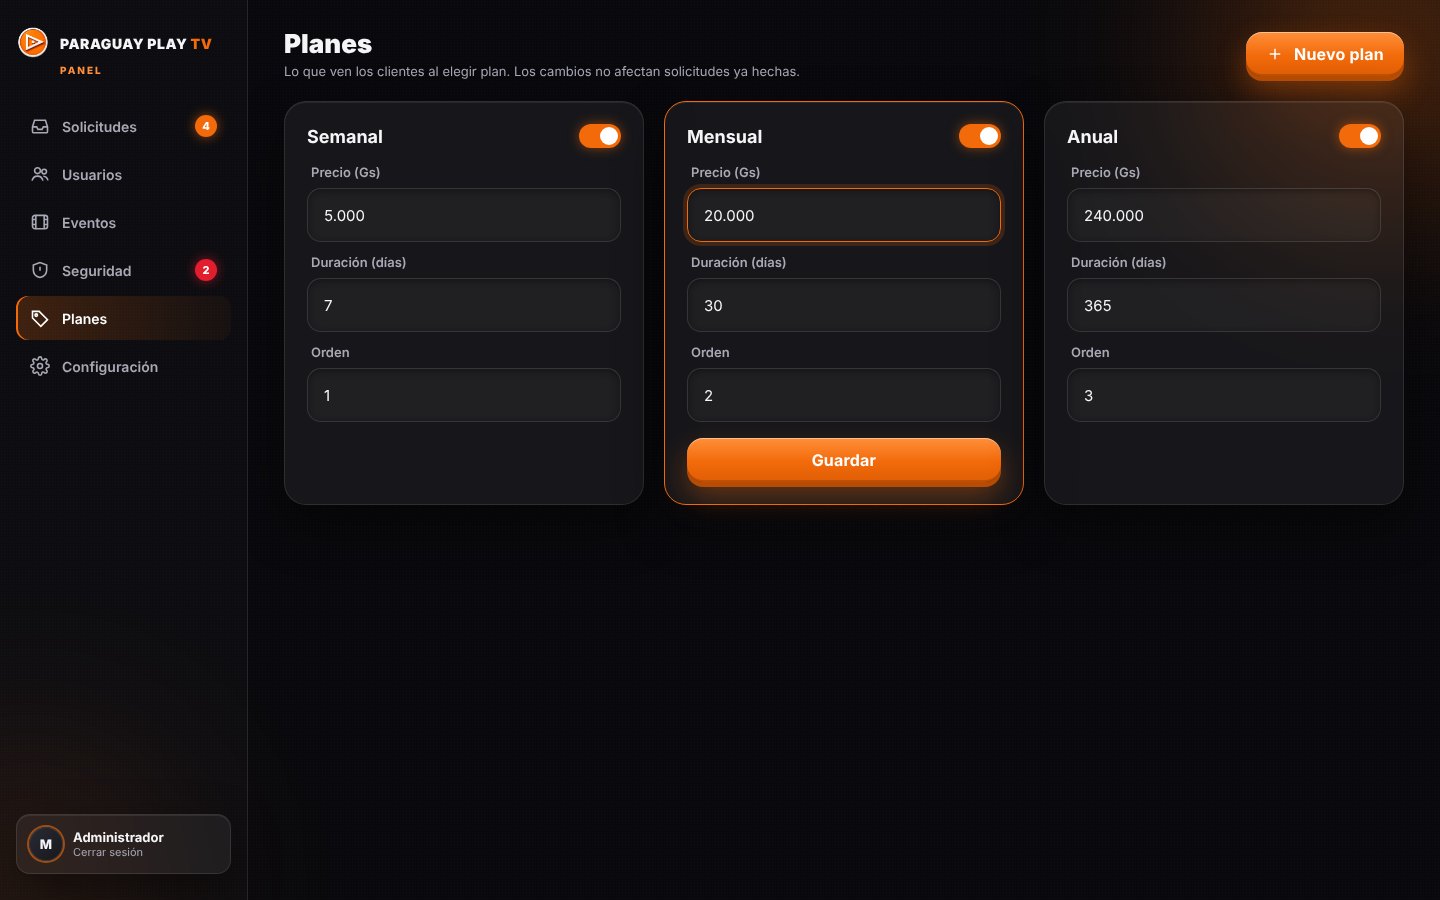 PARAGUAY PLAY TV
PANEL
Solicitudes 4
Usuarios
Eventos
Seguridad 2
Planes
Configuración
M
Administrador
Cerrar sesión
Planes
Lo que ven los clientes al elegir plan. Los cambios no afectan solicitudes ya hechas.
+ Nuevo plan
Semanal
Precio (Gs)
5.000
Duración (días)
7
Orden
1
Mensual
Precio (Gs)
20.000
Duración (días)
30
Orden
2
Guardar
Anual
Precio (Gs)
240.000
Duración (días)
365
Orden
3